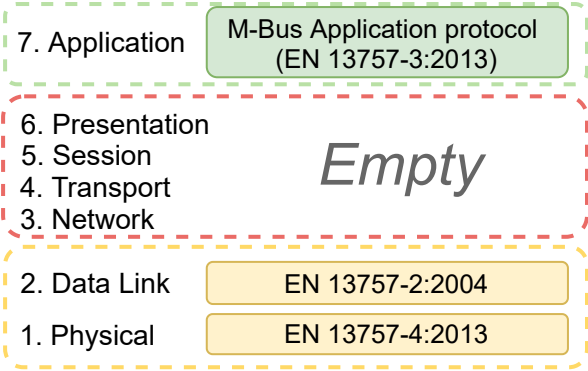 7. Application
M-Bus Application protocol
(EN 13757-3:2013)
6. Presentation
5. Session
4. Transport
3. Network
Empty
2. Data Link
EN 13757-2:2004
1. Physical
EN 13757-4:2013